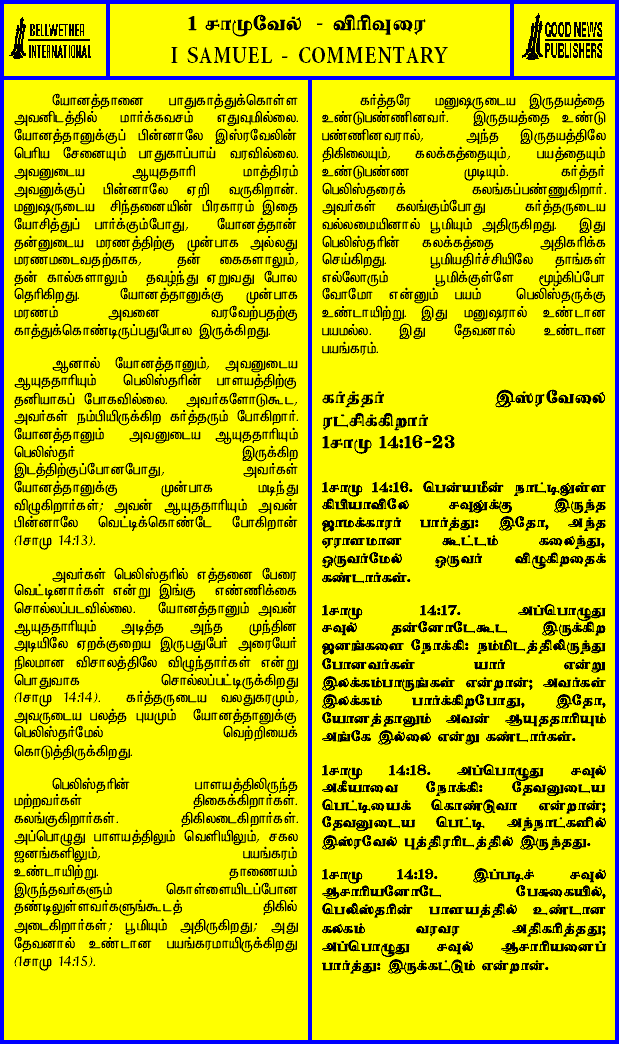 BELLWETHER
INTERNATIONAL
1 சாமுவேல் - விரிவுரை
I SAMUEL - COMMENTARY
GOOD NEWS
PUBLISHERS
யோனத்தானை பாதுகாத்துக்கொள்ள
அவனிடத்தில் மார்க்கவசம் எதுவுமில்லை.
யோனத்தானுக்குப் பின்னாலே இஸ்ரவேலின்
பெரிய சேனையும் பாதுகாப்பாய் வரவில்லை.
அவனுடைய ஆயுததாரி மாத்திரம்
அவனுக்குப் பின்னாலே ஏறி வருகிறான்.
மனுஷருடைய சிந்தனையின் பிரகாரம் இதை
யோசித்துப் பார்க்கும்போது, யோனத்தான்
தன்னுடைய மரணத்திற்கு முன்பாக அல்லது
மரணமடைவதற்காக, தன் கைகளாலும்,
தன் கால்களாலும் தவழ்ந்து ஏறுவது போல
தெரிகிறது. யோனத்தானுக்கு முன்பாக
மரணம் அவனை வரவேற்பதற்கு
காத்துக்கொண்டிருப்பதுபோல இருக்கிறது.
ஆனால் யோனத்தானும், அவனுடைய
ஆயுததாரியும் பெலிஸ்தரின் பாளயத்திற்கு
தனியாகப் போகவில்லை. அவர்களோடுகூட,
அவர்கள் நம்பியிருக்கிற கர்த்தரும் போகிறார்.
யோனத்தானும் அவனுடைய ஆயுததாரியும்
பெலிஸ்தர் இருக்கிற
இடத்திற்குப்போனபோது, அவர்கள்
யோனத்தானுக்கு முன்பாக மடிந்து
விழுகிறார்கள்; அவன் ஆயுததாரியும் அவன்
பின்னாலே வெட்டிக்கொண்டே போகிறான்
(1சாமு 14:13).
அவர்கள் பெலிஸ்தரில் எத்தனை பேரை
வெட்டினார்கள் என்று இங்கு எண்ணிக்கை
சொல்லப்படவில்லை. யோனத்தானும் அவன்
ஆயுததாரியும் அடித்த அந்த முந்தின
அடியிலே ஏறக்குறைய இருபதுபேர் அரையேர்
நிலமான விசாலத்திலே விழுந்தார்கள் என்று
பொதுவாக சொல்லப்பட்டிருக்கிறது
(1சாமு 14:14). கர்த்தருடைய வலதுகரமும்,
அவருடைய பலத்த புயமும் யோனத்தானுக்கு
பெலிஸ்தர்மேல் வெற்றியைக்
கொடுத்திருக்கிறது.
பெலிஸ்தரின் பாளயத்திலிருந்த
மற்றவர்கள் திகைக்கிறார்கள்.
கலங்குகிறார்கள். திகிலடைகிறார்கள்.
அப்பொழுது பாளயத்திலும் வெளியிலும், சகல
ஜனங்களிலும், பயங்கரம்
உண்டாயிற்று. தாணையம்
இருந்தவர்களும் கொள்ளையிடப்போன
தண்டிலுள்ளவர்களுங்கூடத் திகில்
அடைகிறார்கள்; பூமியும் அதிருகிறது; அது
தேவனால் உண்டான பயங்கரமாயிருக்கிறது
(1சாமு 14:15).
கர்த்தரே மனுஷருடைய இருதயத்தை
உண்டுபண்ணினவர். இருதயத்தை உண்டு
பண்ணினவரால், அந்த இருதயத்திலே
திகிலையும், கலக்கத்தையும், பயத்தையும்
உண்டுபண்ண முடியும். கர்த்தர்
பெலிஸ்தரைக் கலங்கப்பண்ணுகிறார்.
அவர்கள் கலங்கும்போது கர்த்தருடைய
வல்லமையினால் பூமியும் அதிருகிறது. இது
பெலிஸ்தரின் கலக்கத்தை அதிகரிக்க
செய்கிறது. பூமியதிர்ச்சியிலே தாங்கள்
எல்லோரும் பூமிக்குள்ளே மூழ்கிப்போ
வோமோ என்னும் பயம் பெலிஸ்தருக்கு
உண்டாயிற்று. இது மனுஷரால் உண்டான
பயமல்ல. இது தேவனால் உண்டான
பயங்கரம்.
கர்த்தர் இஸ்ரவேலை
ரட்சிக்கிறார்
1சாமு 14:16-23
1சாமு 14:16. பென்யமீன் நாட்டிலுள்ள
கிபியாவிலே சவுலுக்கு இருந்த
ஜாமக்காரர் பார்த்து: இதோ, அந்த
ஏராளமான கூட்டம் கலைந்து,
ஒருவர்மேல் ஒருவர் விழுகிறதைக்
கண்டார்கள்.
1சாமு 14:17. அப்பொழுது
சவுல் தன்னோடேகூட இருக்கிற
ஜனங்களை நோக்கி: நம்மிடத்திலிருந்து
போனவர்கள் யார் என்று
இலக்கம்பாருங்கள் என்றான்; அவர்கள்
இலக்கம் பார்க்கிறபோது, இதோ,
யோனத்தானும் அவன் ஆயுததாரியும்
அங்கே இல்லை என்று கண்டார்கள்.
1சாமு 14:18. அப்பொழுது சவுல்
அகியாவை நோக்கி: தேவனுடைய
பெட்டியைக் கொண்டுவா என்றான்;
தேவனுடைய பெட்டி அந்நாட்களில்
இஸ்ரவேல் புத்திரரிடத்தில் இருந்தது.
1சாமு 14:19. இப்படிச் சவுல்
ஆசாரியனோடே பேசுகையில்,
பெலிஸ்தரின் பாளயத்தில் உண்டான
கலகம் வரவர அதிகரித்தது;
அப்பொழுது சவுல் ஆசாரியனைப்
பார்த்து: இருக்கட்டும் என்றான்.